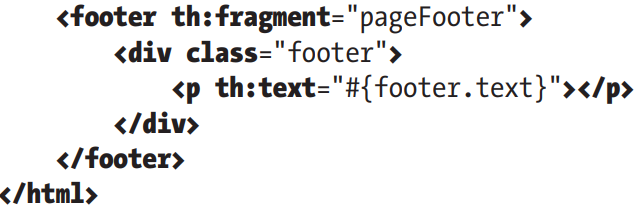 <footer th:fragment="pageFooter">
<div class="footer">
<p th:text="#{footer.text}"></p>
</div>
</footer>
</html>